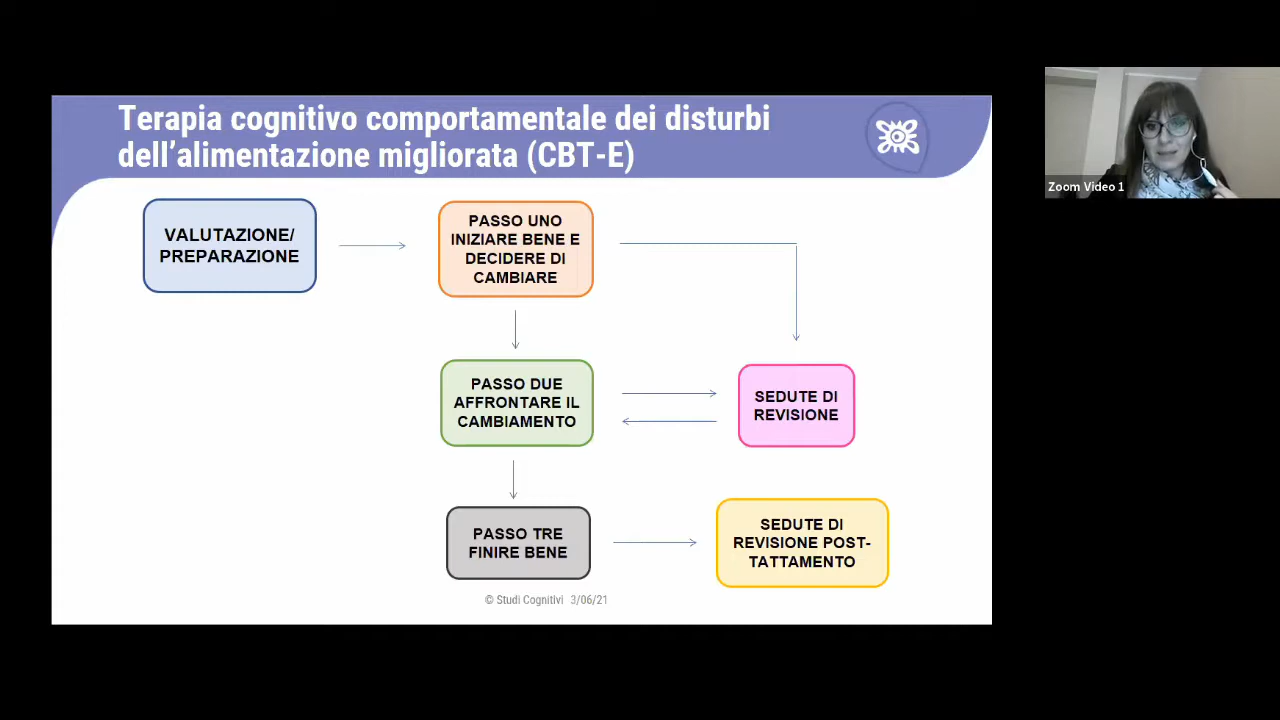 Terapia cognitivo comportamentale dei disturbi
dell’alimentazione migliorata (CBT-E)
VALUTAZIONE/
PREPARAZIONE
PASSO UNO
INIZIARE BENE E
DECIDERE DI
CAMBIARE
PASSO DUE
AFFRONTARE IL
CAMBIAMENTO
SEDUTE DI
REVISIONE
PASSO TRE
FINIRE BENE
SEDUTE DI
REVISIONE POST-
TATTAMENTO
© Studi Cognitivi 3/06/21
Zoom Video 1